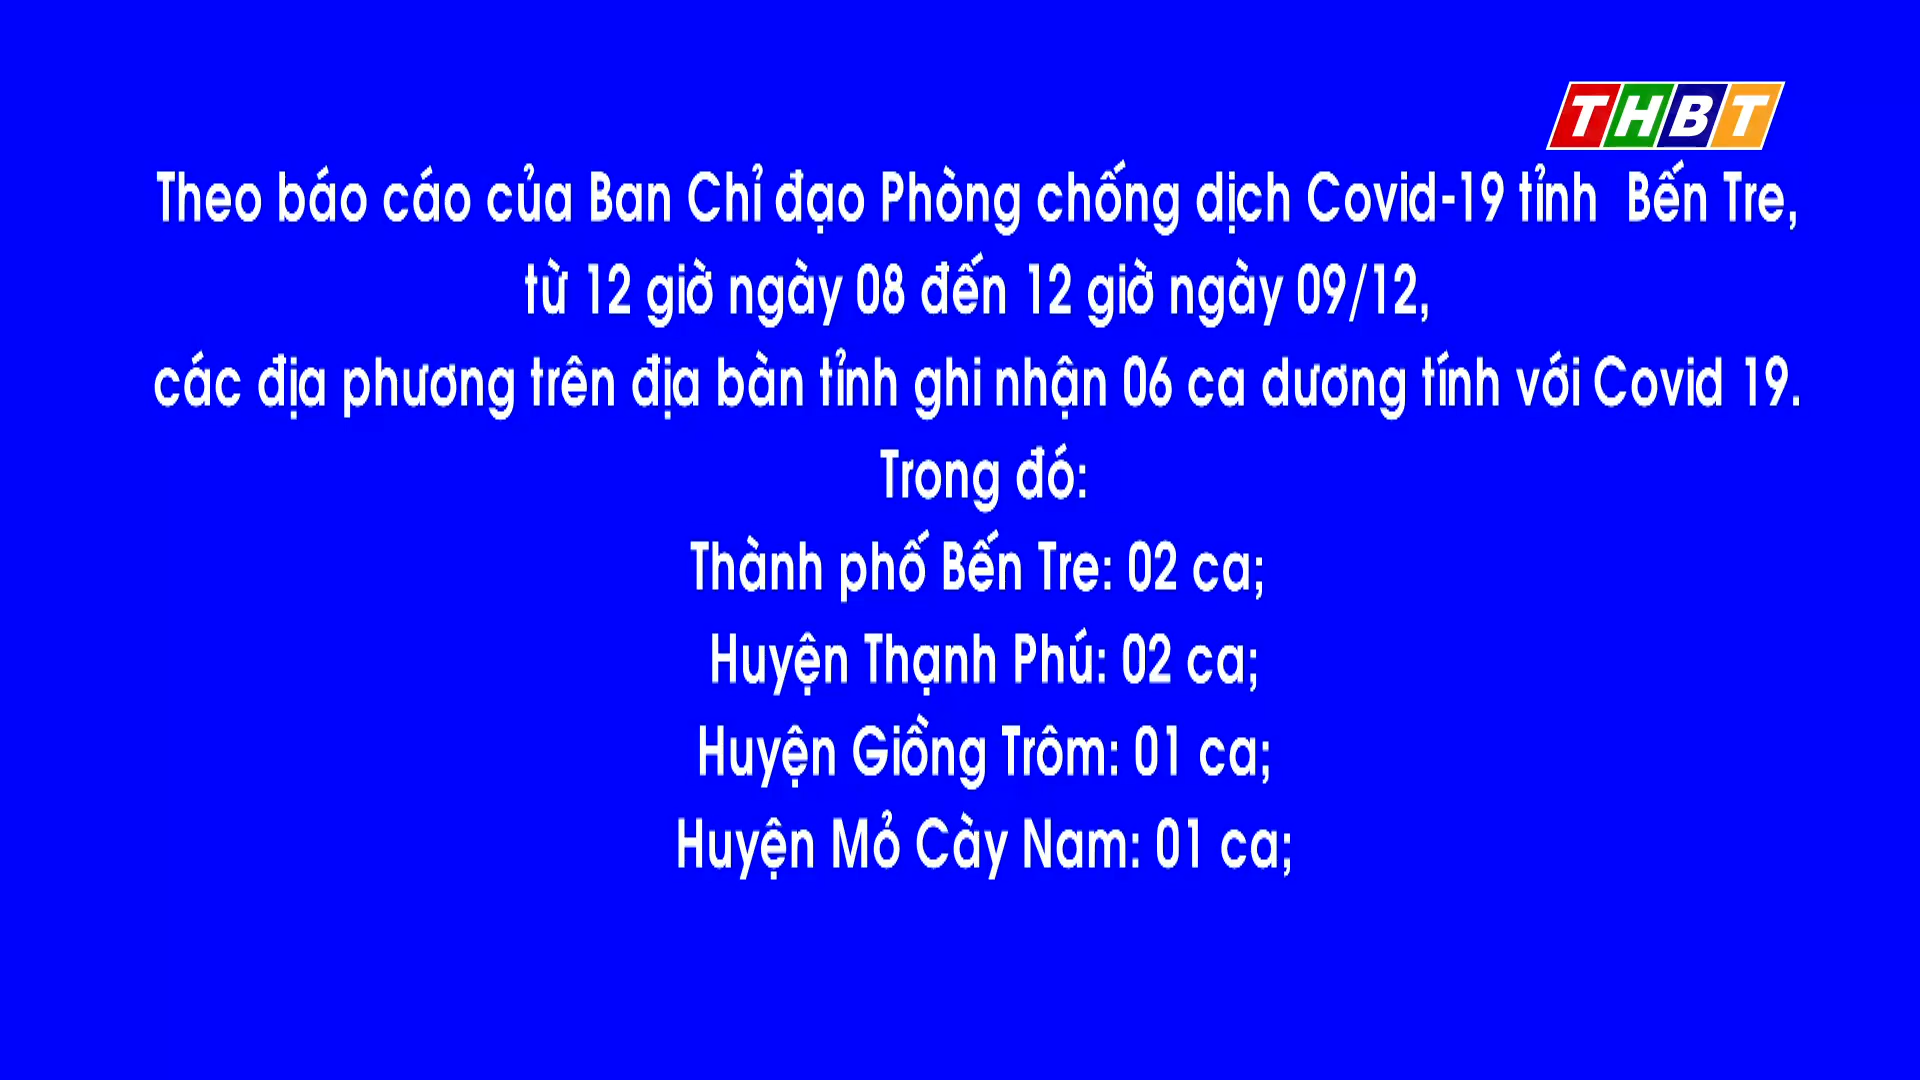 THBT
Theo báo cáo của Ban Chỉ đạo Phòng chống dịch Covid-19 tỉnh Bến Tre,
từ 12 giờ ngày 08 đến 12 giờ ngày 09/12,
các địa phương trên địa bàn tỉnh ghi nhận 06 ca dương tính với Covid 19.
Trong đó:
Thành phố Bến Tre: 02 ca;
Huyện Thạnh Phú: 02 ca;
Huyện Giồng Trôm: 01 ca;
Huyện Mỏ Cày Nam: 01 ca;